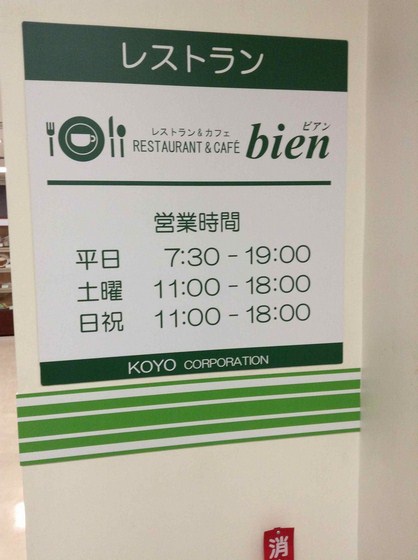 レストラン
レストラン&カフェ
RESTAURANT & CAFÉ
ビアン
bien
営業時間
平日 7:30 - 19:00
土曜 11:00 - 18:00
日祝 11:00 - 18:00
KOYO CORPORATION
消